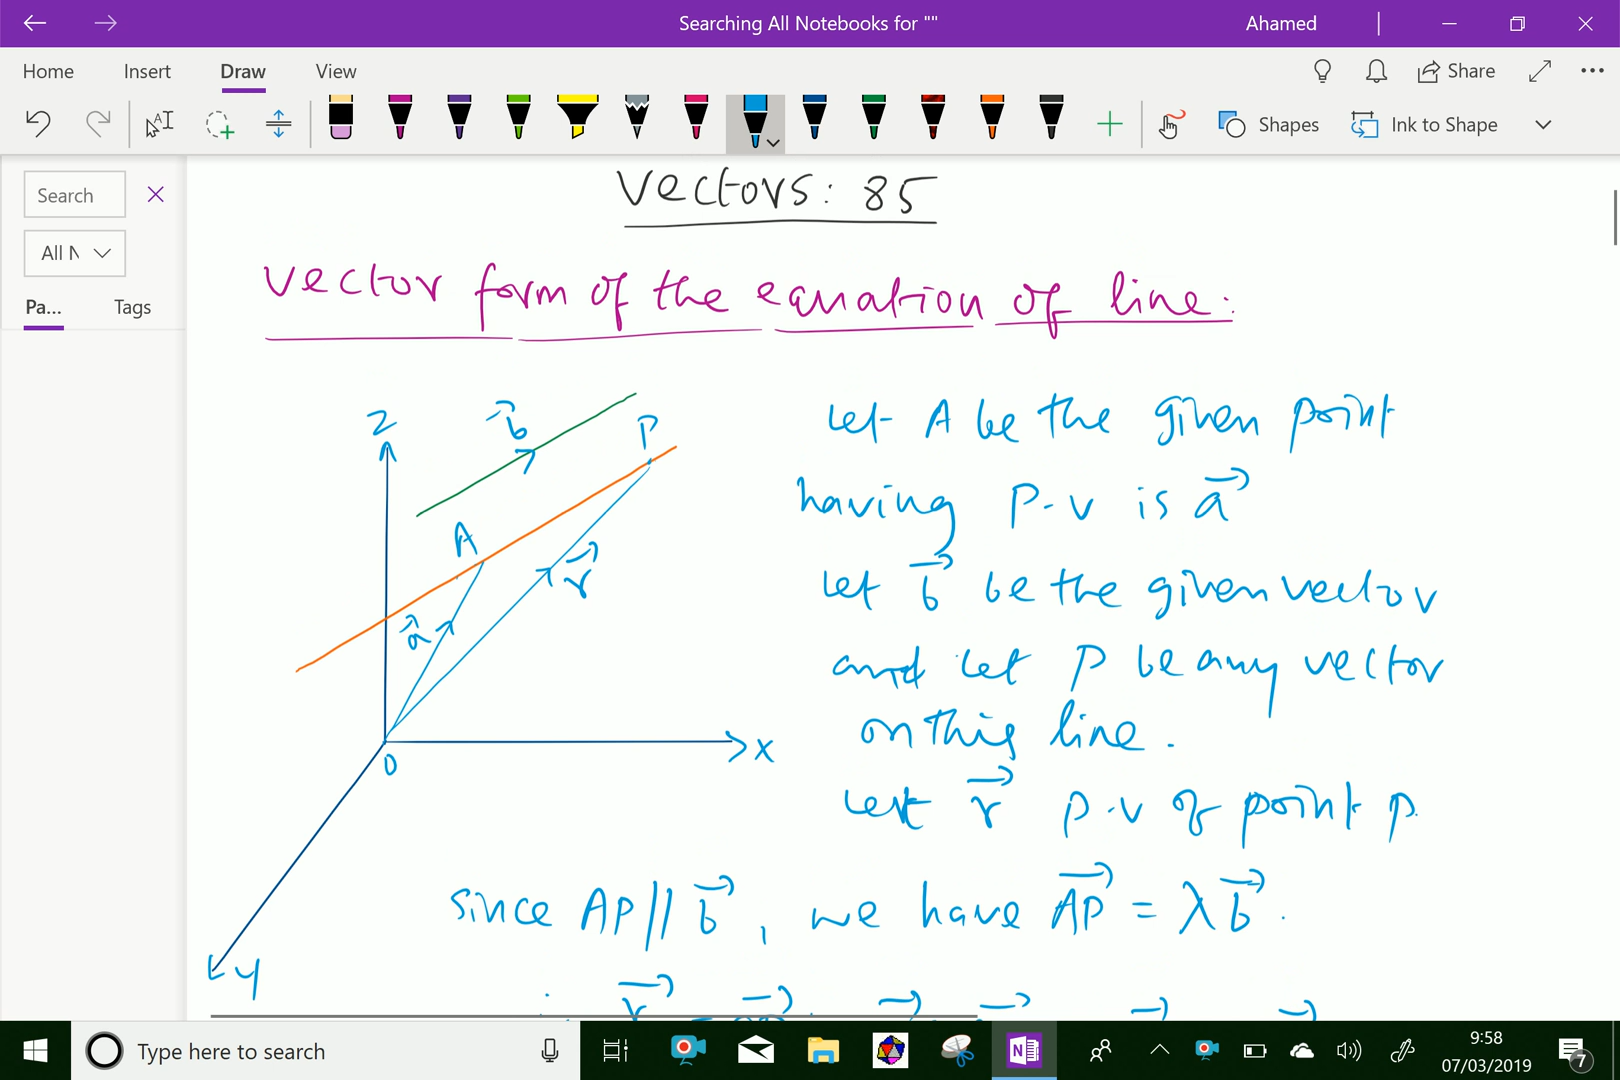 Searching All Notebooks for ""
Ahamed
Home Insert Draw View
Share
Shapes
Ink to Shape
Search
All N
Pa... Tags
Vectors: 85
Vector form of the equation of line.
Z
b⃗
P
A
r⃗
a⃗
O
X
Y
Let A be the given point
having P.v is a⃗
Let b⃗ be the given vector
and let P be any vector
on this line.
Let r⃗ p.v of point p.
Since AP || b⃗, we have AP⃗ = λb⃗.
Type here to search
N
9:58
07/03/2019
7